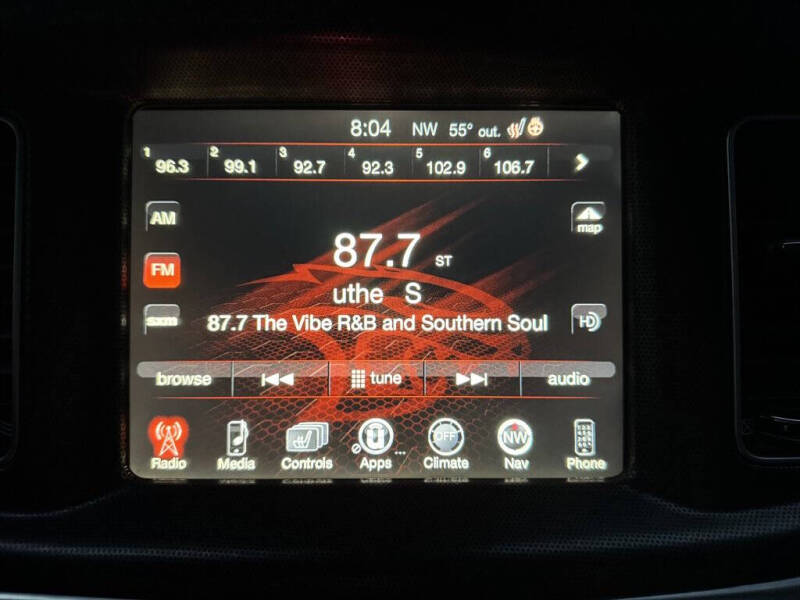 8:04 NW 55° out.
1 96.3 2 99.1 3 92.7 4 92.3 5 102.9 6 106.7
AM
map
87.7 ST
FM
uthe S
87.7 The Vibe R&B and Southern Soul
HD
browse tune audio
OFF NW
Radio Media Controls Apps Climate Nav Phone